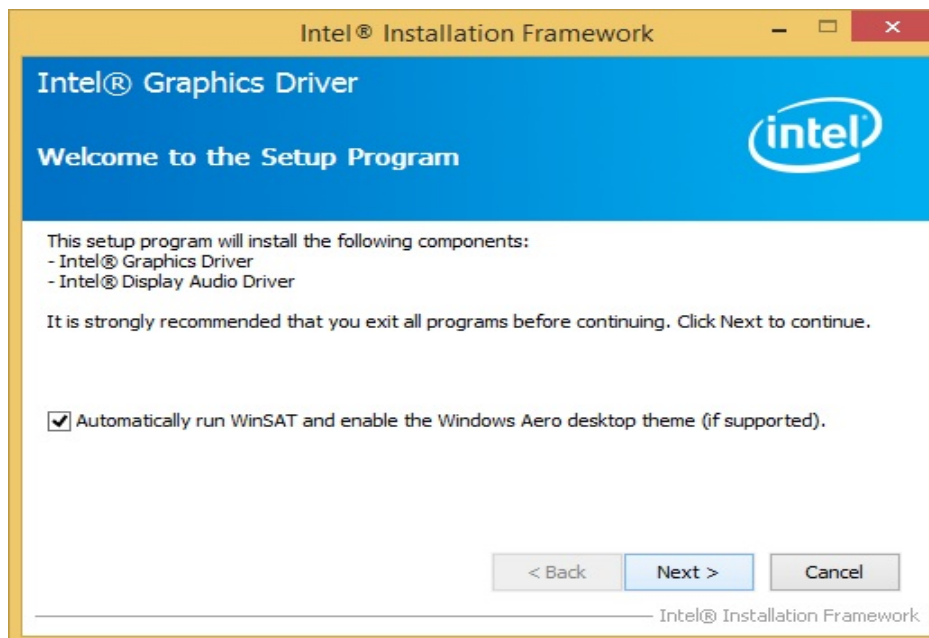 Intel® Installation Framework
Intel® Graphics Driver
intel
Welcome to the Setup Program
This setup program will install the following components:
- Intel® Graphics Driver
- Intel® Display Audio Driver
It is strongly recommended that you exit all programs before continuing. Click Next to continue.
Automatically run WinSAT and enable the Windows Aero desktop theme (if supported).
< Back
Next >
Cancel
Intel® Installation Framework